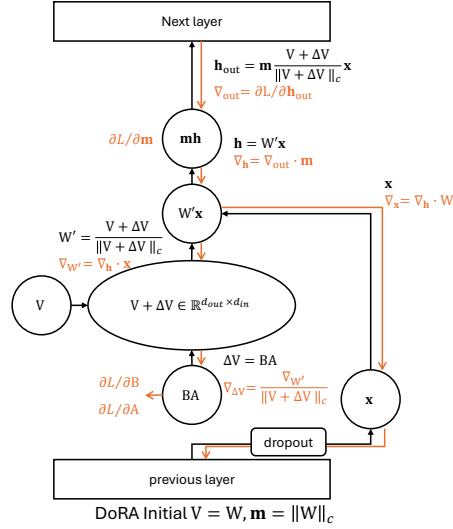 Next layer
h_out = m (V + ΔV)/(‖V + ΔV‖_c) x
∇_out= ∂L/∂h_out
∂L/∂m
mh
h = W′x
∇_h= ∇_out · m
x
∇_x= ∇_h · W
W′x
W′ = (V + ΔV)/(‖V + ΔV‖_c)
∇_W′= ∇_h · x
V
V + ΔV ∈ ℝ^{d_out × d_in}
ΔV = BA
∇_ΔV= (∇_W′)/(‖V + ΔV‖_c)
∂L/∂B
∂L/∂A
BA
x
dropout
previous layer
DoRA Initial V = W, m = ‖W‖_c